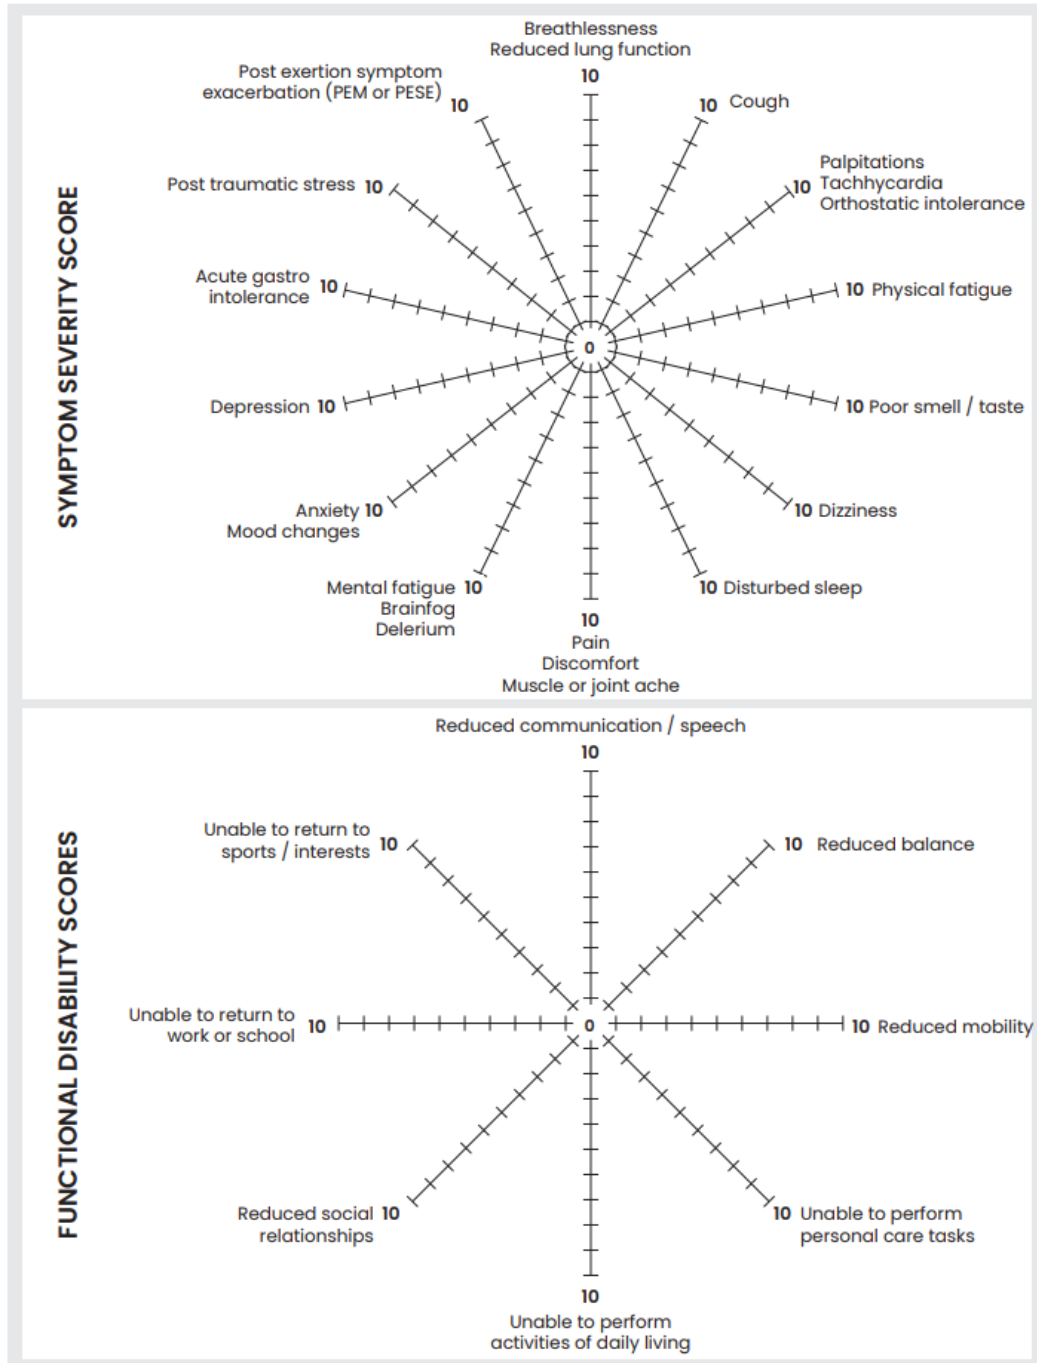 SYMPTOM SEVERITY SCORE
Breathlessness
Reduced lung function
10
10 Cough
Palpitations
10 Tachhycardia
Orthostatic intolerance
10 Physical fatigue
10 Poor smell / taste
10 Dizziness
10 Disturbed sleep
10
Pain
Discomfort
Muscle or joint ache
Mental fatigue 10
Brainfog
Delerium
Anxiety 10
Mood changes
Depression 10
Acute gastro 10
intolerance
Post traumatic stress 10
Post exertion symptom
exacerbation (PEM or PESE) 10
0
FUNCTIONAL DISABILITY SCORES
Reduced communication / speech
10
10 Reduced balance
10 Reduced mobility
10 Unable to perform
personal care tasks
10
Unable to perform
activities of daily living
Reduced social 10
relationships
Unable to return to
work or school 10
Unable to return to
sports / interests 10
0